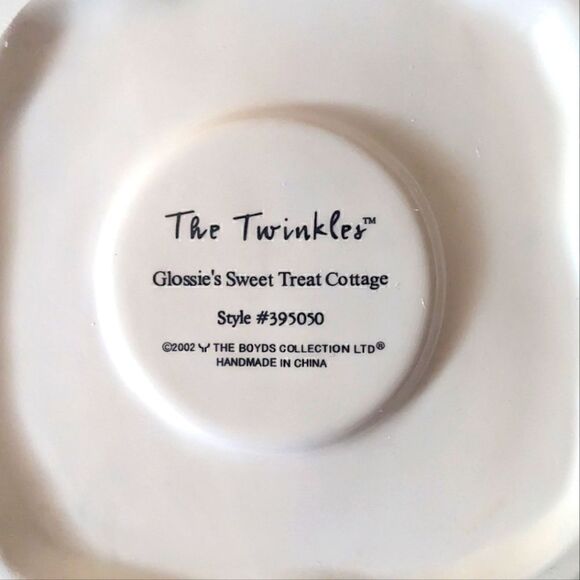 The Twinkles™
Glossie's Sweet Treat Cottage
Style #395050
©2002 THE BOYDS COLLECTION LTD®
HANDMADE IN CHINA